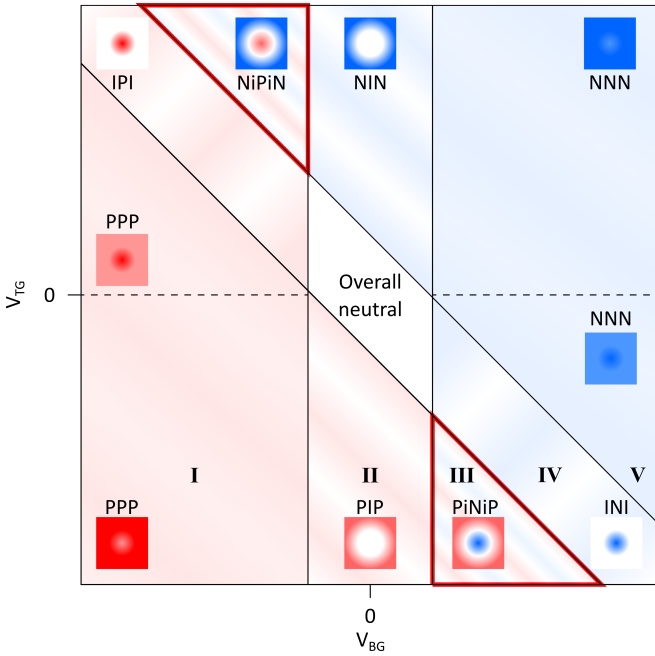 IPI
NiPiN
NIN
NNN
PPP
V_TG
0
Overall
neutral
NNN
I
II
III
IV
V
PPP
PIP
PiNiP
INI
0
V_BG